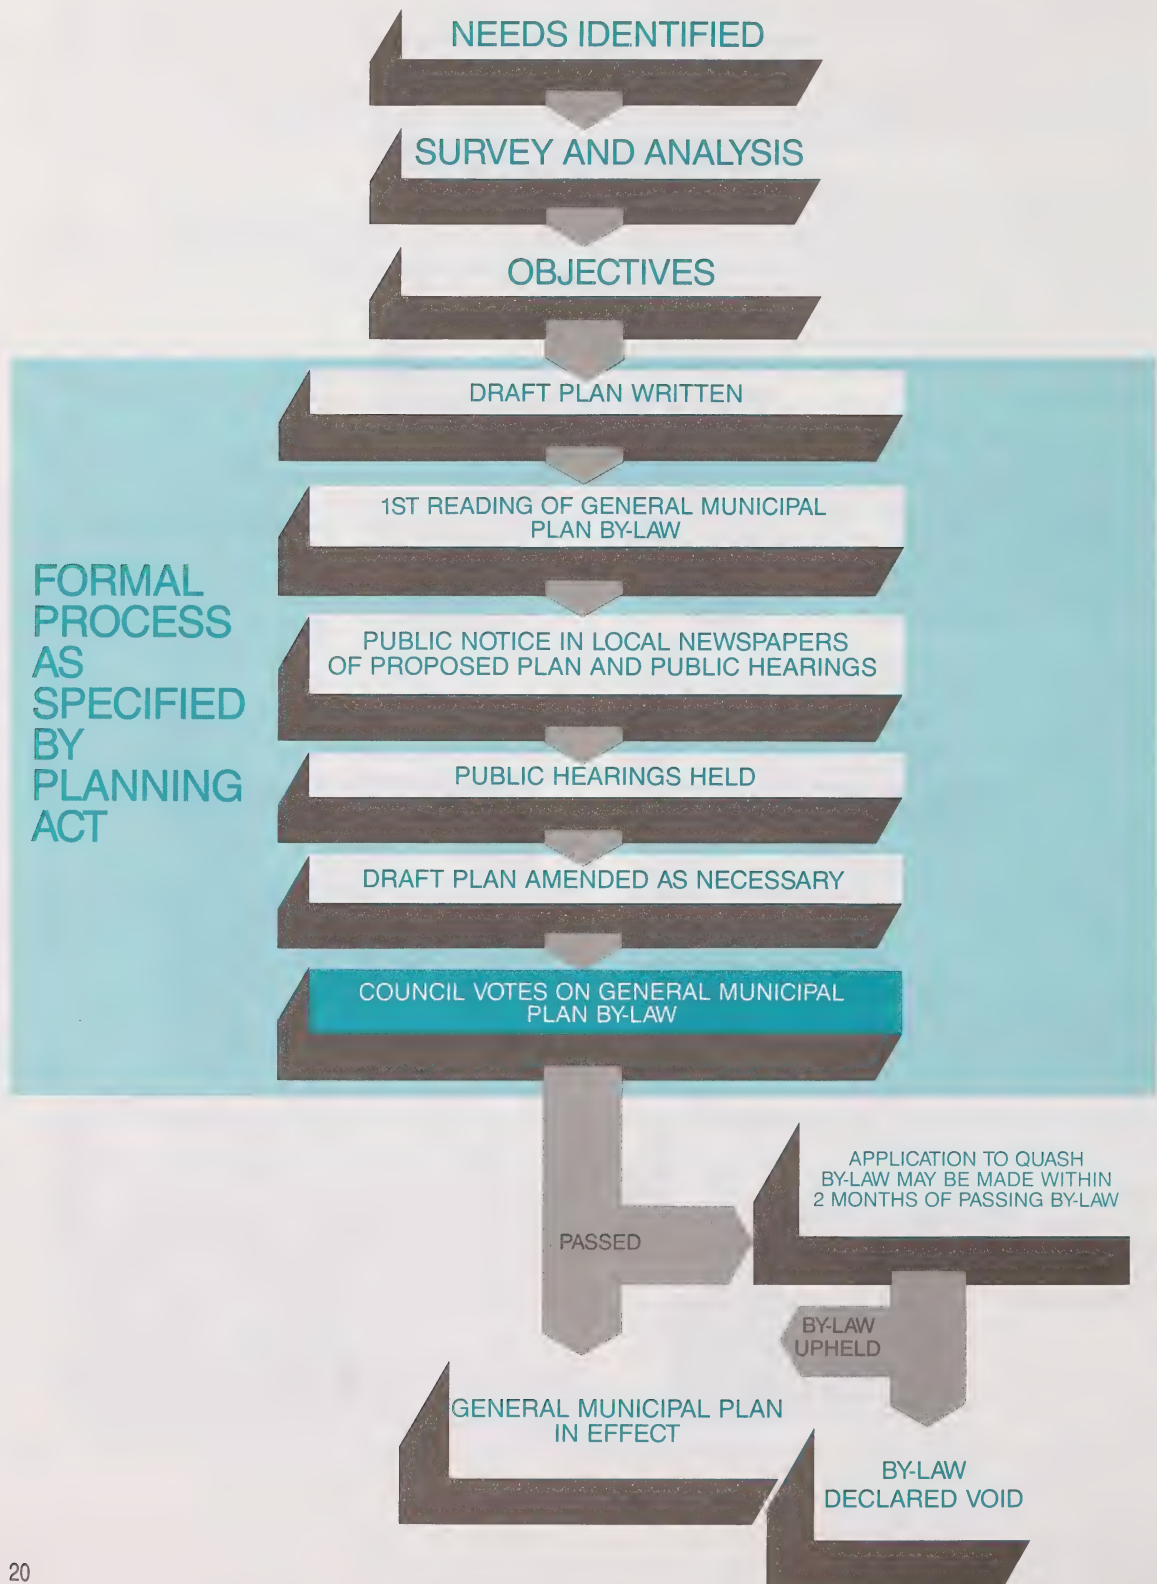 NEEDS IDENTIFIED
SURVEY AND ANALYSIS
OBJECTIVES
DRAFT PLAN WRITTEN
1ST READING OF GENERAL MUNICIPAL
PLAN BY-LAW
FORMAL
PROCESS
AS
SPECIFIED
BY
PLANNING
ACT
PUBLIC NOTICE IN LOCAL NEWSPAPERS
OF PROPOSED PLAN AND PUBLIC HEARINGS
PUBLIC HEARINGS HELD
DRAFT PLAN AMENDED AS NECESSARY
COUNCIL VOTES ON GENERAL MUNICIPAL
PLAN BY-LAW
APPLICATION TO QUASH
BY-LAW MAY BE MADE WITHIN
2 MONTHS OF PASSING BY-LAW
PASSED
BY-LAW
UPHELD
GENERAL MUNICIPAL PLAN
IN EFFECT
BY-LAW
DECLARED VOID
20